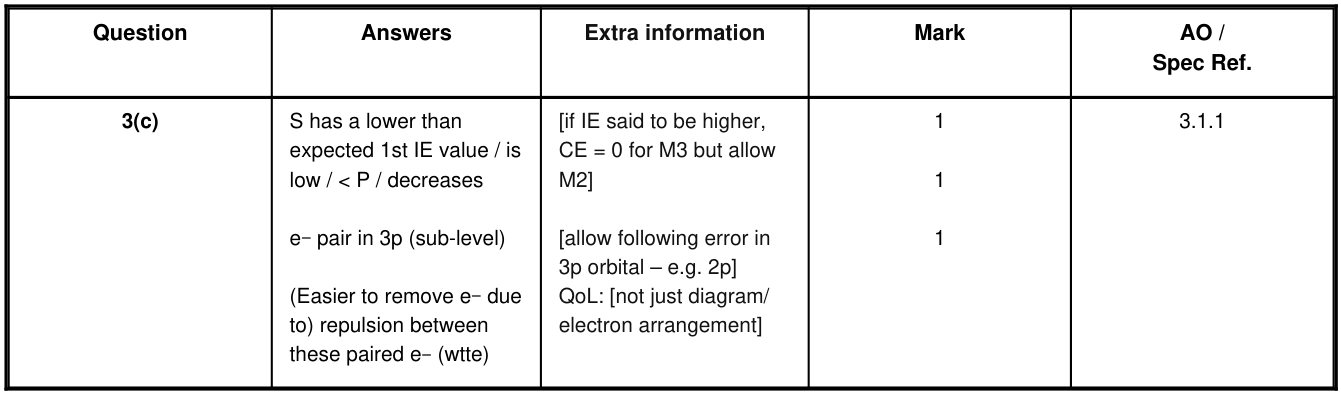 Question Answers Extra information Mark AO /
Spec Ref.
3(c) S has a lower than [if IE said to be higher, 1 3.1.1
expected 1st IE value / is CE = 0 for M3 but allow
low / < P / decreases M2] 1
e– pair in 3p (sub-level) [allow following error in 1
3p orbital – e.g. 2p]
(Easier to remove e– due QoL: [not just diagram/
to) repulsion between electron arrangement]
these paired e– (wtte)